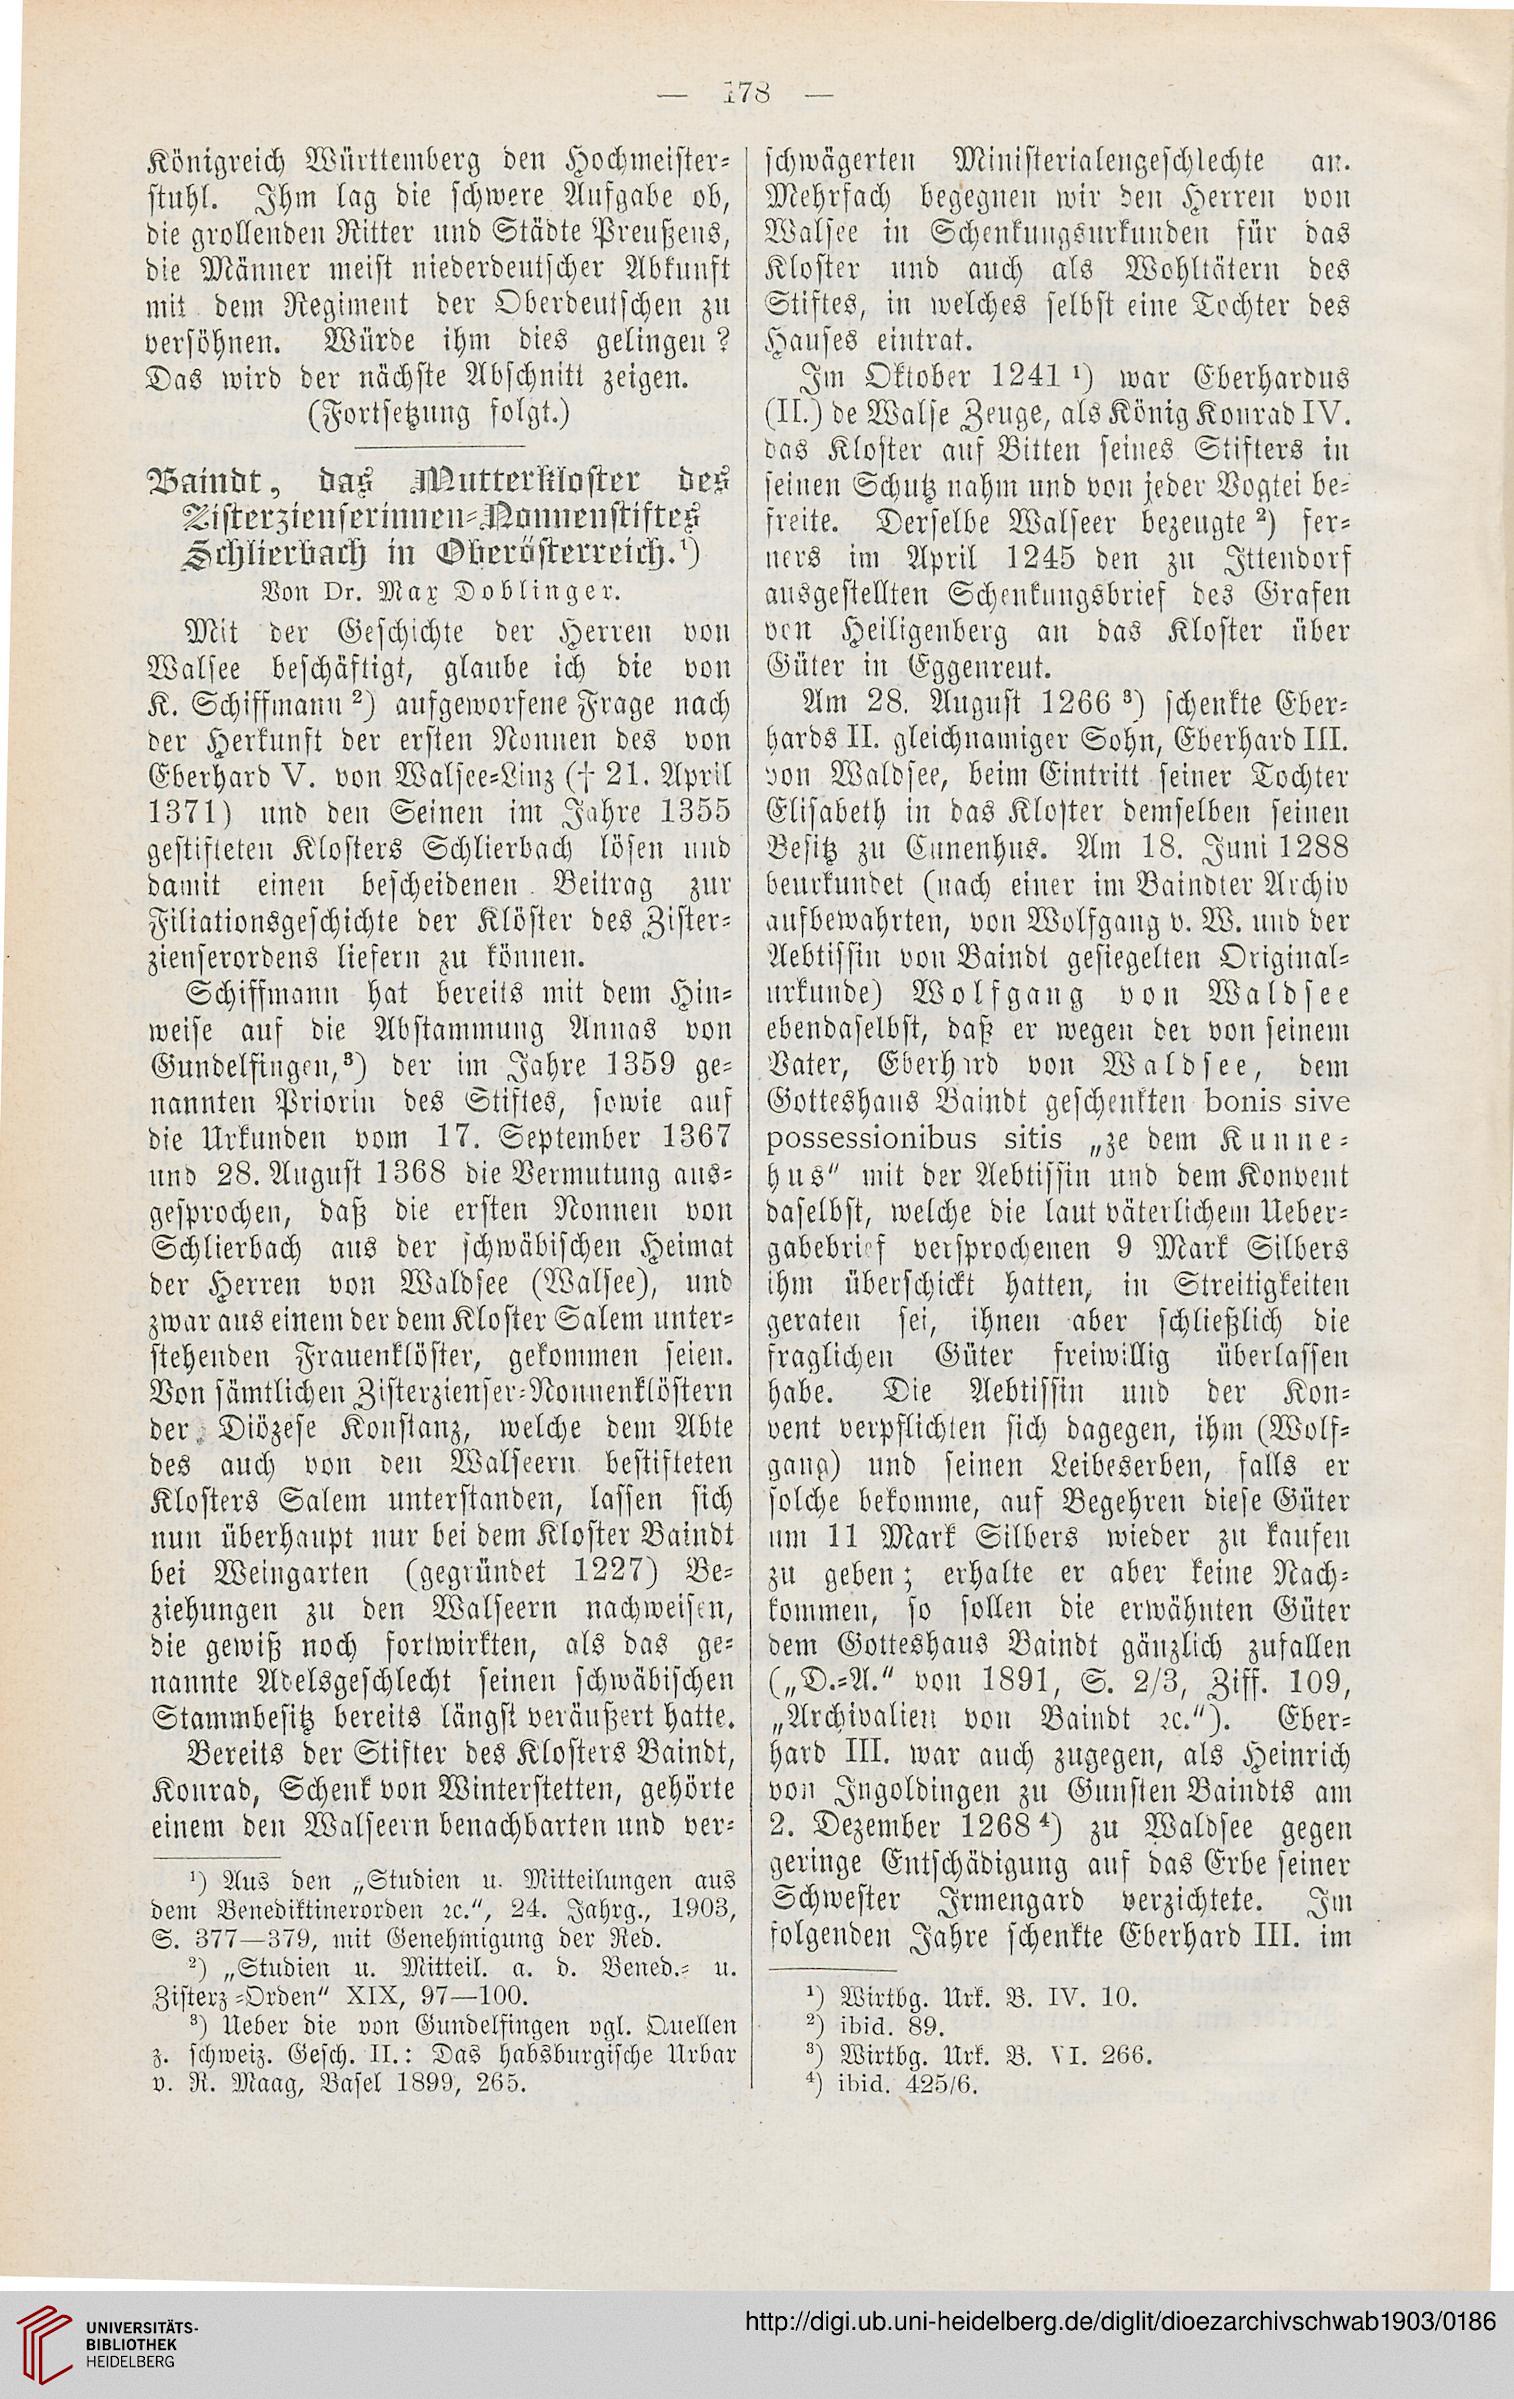 — 178 —
Königreich Württemberg den Hochmeister-
stuhl. Ihm lag die schwere Aufgabe ob,
die grollenden Ritter und Städte Preußens,
die Männer meist niederdeutscher Abkunft
mit dem Regiment der Oberdeutschen zu
versöhnen. Würde ihm dies gelingen?
Das wird der nächste Abschnitt zeigen.
(Fortsetzung folgt.)
Baindt, das Mutterkloster des
Zisterzienserinnen-Nonnenstiftes
Schlierbach in Oberösterreich.¹)
Von Dr. Max Doblinger.
Mit der Geschichte der Herren von
Walsee beschäftigt, glaube ich die von
K. Schiffmann ²) aufgeworfene Frage nach
der Herkunft der ersten Nonnen des von
Eberhard V. von Walsee-Linz († 21. April
1371) und den Seinen im Jahre 1355
gestifteten Klosters Schlierbach lösen und
damit einen bescheidenen Beitrag zur
Filiationsgeschichte der Klöster des Zister-
zienserordens liefern zu können.
Schiffmann hat bereits mit dem Hin-
weise auf die Abstammung Annas von
Gundelfingen,³) der im Jahre 1359 ge-
nannten Priorin des Stiftes, sowie auf
die Urkunden vom 17. September 1367
und 28. August 1368 die Vermutung aus-
gesprochen, daß die ersten Nonnen von
Schlierbach aus der schwäbischen Heimat
der Herren von Waldsee (Walsee), und
zwar aus einem der dem Kloster Salem unter-
stehenden Frauenklöster, gekommen seien.
Von sämtlichen Zisterzienser-Nonnenklöstern
der Diözese Konstanz, welche dem Abte
des auch von den Walseern bestifteten
Klosters Salem unterstanden, lassen sich
nun überhaupt nur bei dem Kloster Baindt
bei Weingarten (gegründet 1227) Be-
ziehungen zu den Walseern nachweisen,
die gewiß noch fortwirkten, als das ge-
nannte Adelsgeschlecht seinen schwäbischen
Stammbesitz bereits längst veräußert hatte.
Bereits der Stifter des Klosters Baindt,
Konrad, Schenk von Winterstetten, gehörte
einem den Walseern benachbarten und ver-
¹) Aus den „Studien u. Mitteilungen aus
dem Benediktinerorden ꝛc.", 24. Jahrg., 1903,
S. 377—379, mit Genehmigung der Red.
²) „Studien u. Mitteil. a. d. Bened.- u.
Zisterz-Orden" XIX, 97—100.
³) Ueber die von Gundelfingen vgl. Quellen
z. schweiz. Gesch. II.: Das habsburgische Urbar
v. R. Maag, Basel 1899, 265.
schwägerten Ministerialengeschlechte an.
Mehrfach begegnen wir den Herren von
Walsee in Schenkungsurkunden für das
Kloster und auch als Wohltätern des
Stiftes, in welches selbst eine Tochter des
Hauses eintrat.
Im Oktober 1241 ¹) war Eberhardus
(II.) de Walse Zeuge, als König Konrad IV.
das Kloster auf Bitten seines Stifters in
seinen Schutz nahm und von jeder Vogtei be-
freite. Derselbe Walseer bezeugte ²) fer-
ners im April 1245 den zu Ittendorf
ausgestellten Schenkungsbrief des Grafen
von Heiligenberg an das Kloster über
Güter in Eggenreut.
Am 28. August 1266 ³) schenkte Eber-
hards II. gleichnamiger Sohn, Eberhard III.
von Waldsee, beim Eintritt seiner Tochter
Elisabeth in das Kloster demselben seinen
Besitz zu Cunenhus. Am 18. Juni 1288
beurkundet (nach einer im Baindter Archiv
aufbewahrten, von Wolfgang v. W. und der
Aebtissin von Baindt gesiegelten Original-
urkunde) Wolfgang von Waldsee
ebendaselbst, daß er wegen der von seinem
Vater, Eberhard von Waldsee, dem
Gotteshaus Baindt geschenkten bonis sive
possessionibus sitis „ze dem Kunne-
hus" mit der Aebtissin und dem Konvent
daselbst, welche die laut väterlichem Ueber-
gabebrief versprochenen 9 Mark Silbers
ihm überschickt hatten, in Streitigkeiten
geraten sei, ihnen aber schließlich die
fraglichen Güter freiwillig überlassen
habe. Die Aebtissin und der Kon-
vent verpflichten sich dagegen, ihm (Wolf-
gang) und seinen Leibeserben, falls er
solche bekomme, auf Begehren diese Güter
um 11 Mark Silbers wieder zu kaufen
zu geben; erhalte er aber keine Nach-
kommen, so sollen die erwähnten Güter
dem Gotteshaus Baindt gänzlich zufallen
(„D.-A." von 1891, S. 2/3, Ziff. 109,
„Archivalien von Baindt ꝛc."). Eber-
hard III. war auch zugegen, als Heinrich
von Ingoldingen zu Gunsten Baindts am
2. Dezember 1268 ⁴) zu Waldsee gegen
geringe Entschädigung auf das Erbe seiner
Schwester Irmengard verzichtete. Im
folgenden Jahre schenkte Eberhard III. im
¹) Wirtbg. Urk. B. IV. 10.
²) ibid. 89.
³) Wirtbg. Urk. B. VI. 266.
⁴) ibid. 425/6.
UNIVERSITÄTS-
BIBLIOTHEK
HEIDELBERG
http://digi.ub.uni-heidelberg.de/diglit/dioezarchivschwab1903/0186